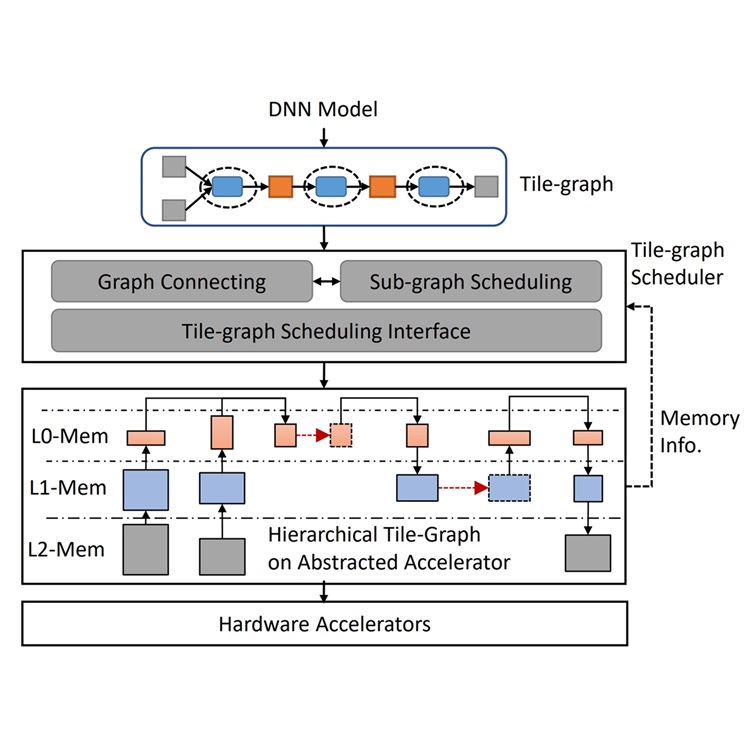 DNN Model
Tile-graph
Tile-graph
Scheduler
Graph Connecting
Sub-graph Scheduling
Tile-graph Scheduling Interface
Memory
Info.
L0-Mem
L1-Mem
L2-Mem
Hierarchical Tile-Graph
on Abstracted Accelerator
Hardware Accelerators